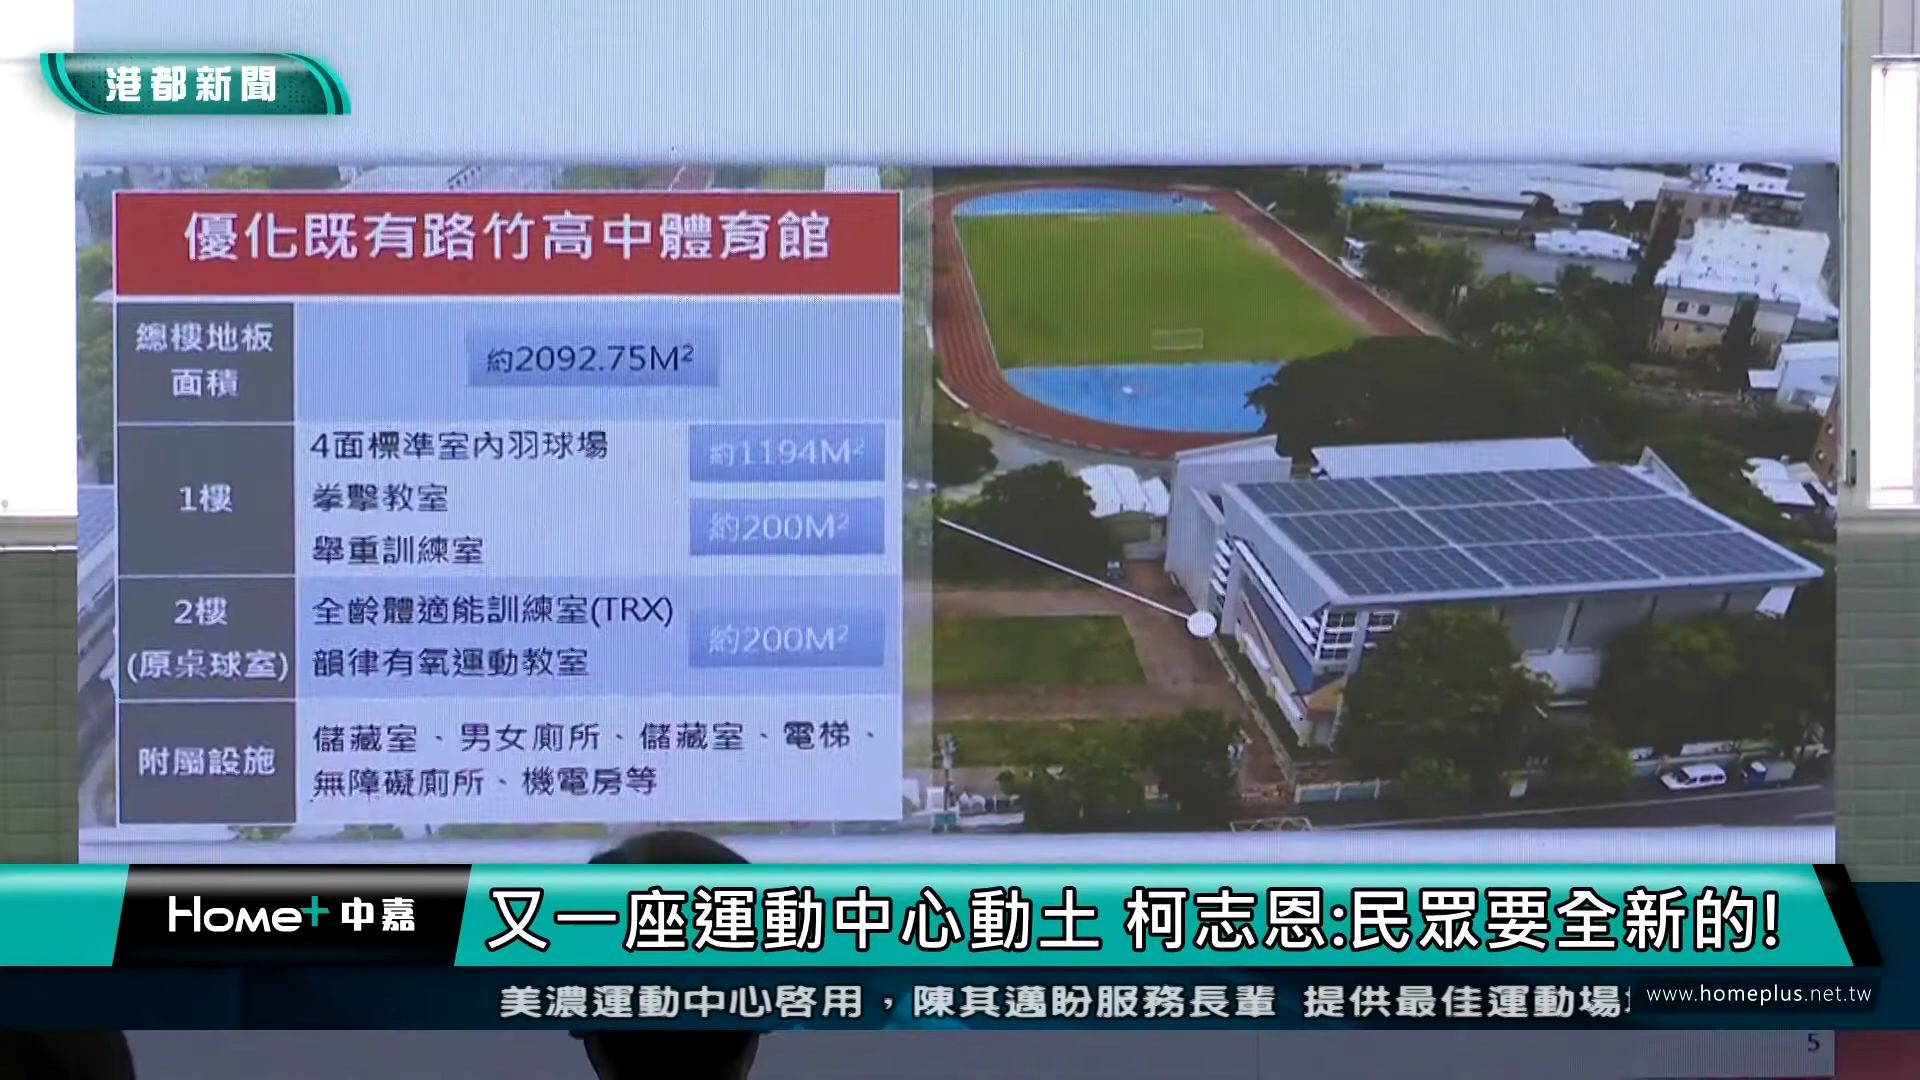 港都新聞
優化既有路竹高中體育館
總樓地板
面積
約2092.75M²
1樓
4面標準室內羽球場
約1194M²
拳擊教室
約200M²
舉重訓練室
2樓
(原桌球室)
全齡體適能訓練室(TRX)
韻律有氧運動教室
約200M²
附屬設施
儲藏室、男女廁所、儲藏室、電梯、
無障礙廁所、機電房等
Home+中嘉
又一座運動中心動土 柯志恩:民眾要全新的!
美濃運動中心啓用，陳其邁盼服務長輩 提供最佳運動場
www.homeplus.net.tw
5